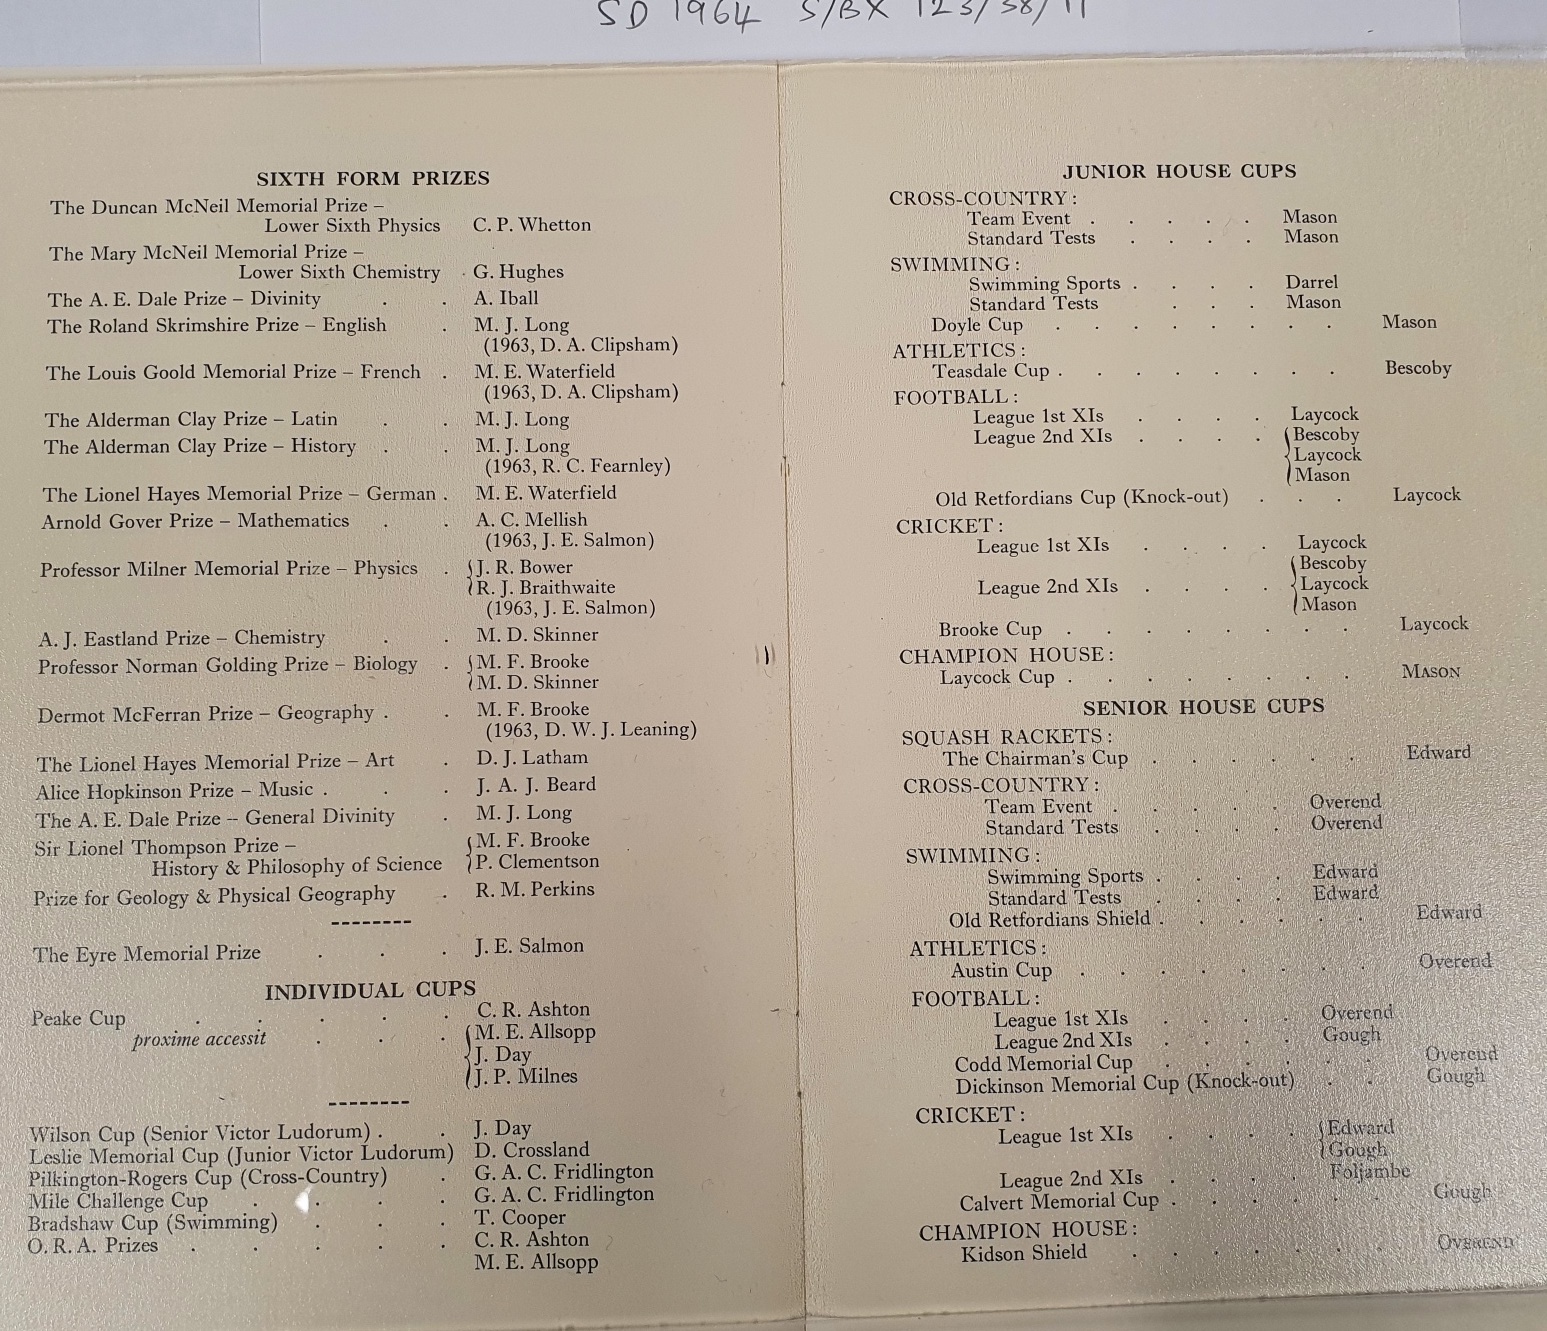 SD 1964 S/BX 123/38/11
SIXTH FORM PRIZES
The Duncan McNeil Memorial Prize –
Lower Sixth Physics C. P. Whetton
The Mary McNeil Memorial Prize –
Lower Sixth Chemistry . G. Hughes
The A. E. Dale Prize – Divinity . . A. Iball
The Roland Skrimshire Prize – English . M. J. Long
(1963, D. A. Clipsham)
The Louis Goold Memorial Prize – French . M. E. Waterfield
(1963, D. A. Clipsham)
The Alderman Clay Prize – Latin . . M. J. Long
The Alderman Clay Prize – History . . M. J. Long
(1963, R. C. Fearnley)
The Lionel Hayes Memorial Prize – German . M. E. Waterfield
Arnold Gover Prize – Mathematics . . A. C. Mellish
(1963, J. E. Salmon)
Professor Milner Memorial Prize – Physics . { J. R. Bower
R. J. Braithwaite
(1963, J. E. Salmon)
A. J. Eastland Prize – Chemistry . . M. D. Skinner
Professor Norman Golding Prize – Biology . { M. F. Brooke
M. D. Skinner
Dermot McFerran Prize – Geography . . M. F. Brooke
(1963, D. W. J. Leaning)
The Lionel Hayes Memorial Prize – Art . D. J. Latham
Alice Hopkinson Prize – Music . . . J. A. J. Beard
The A. E. Dale Prize – General Divinity . M. J. Long
Sir Lionel Thompson Prize – { M. F. Brooke
History & Philosophy of Science P. Clementson
Prize for Geology & Physical Geography . R. M. Perkins
--------
The Eyre Memorial Prize . . . J. E. Salmon
INDIVIDUAL CUPS
Peake Cup . . . . . C. R. Ashton
proxime accessit . . . { M. E. Allsopp
J. Day
J. P. Milnes
--------
Wilson Cup (Senior Victor Ludorum) . . J. Day
Leslie Memorial Cup (Junior Victor Ludorum) D. Crossland
Pilkington-Rogers Cup (Cross-Country) . G. A. C. Fridlington
Mile Challenge Cup . . . . G. A. C. Fridlington
Bradshaw Cup (Swimming) . . . T. Cooper
O. R. A. Prizes . . . . . C. R. Ashton
M. E. Allsopp
JUNIOR HOUSE CUPS
CROSS-COUNTRY :
Team Event . . . . . Mason
Standard Tests . . . . Mason
SWIMMING :
Swimming Sports . . . . Darrel
Standard Tests . . . Mason
Doyle Cup . . . . . . . . Mason
ATHLETICS :
Teasdale Cup . . . . . . . . Bescoby
FOOTBALL :
League 1st XIs . . . . Laycock
League 2nd XIs . . . . { Bescoby
Laycock
Mason
Old Retfordians Cup (Knock-out) . . . Laycock
CRICKET :
League 1st XIs . . . . Laycock
{ Bescoby
League 2nd XIs . . . . Laycock
Mason
Brooke Cup . . . . . . . . Laycock
CHAMPION HOUSE :
Laycock Cup . . . . . . . . MASON
SENIOR HOUSE CUPS
SQUASH RACKETS :
The Chairman's Cup . . . . . . Edward
CROSS-COUNTRY :
Team Event . . . . . Overend
Standard Tests . . . . Overend
SWIMMING :
Swimming Sports . . . . Edward
Standard Tests . . . . Edward
Old Retfordians Shield . . . . . . Edward
ATHLETICS :
Austin Cup . . . . . . . . Overend
FOOTBALL :
League 1st XIs . . . . Overend
League 2nd XIs . . . . Gough
Codd Memorial Cup . . . . . . Overend
Dickinson Memorial Cup (Knock-out) . . Gough
CRICKET :
League 1st XIs . . . . { Edward
Gough
League 2nd XIs . . . . Foljambe
Calvert Memorial Cup . . . . . . Gough
CHAMPION HOUSE :
Kidson Shield . . . . . . . OVEREND